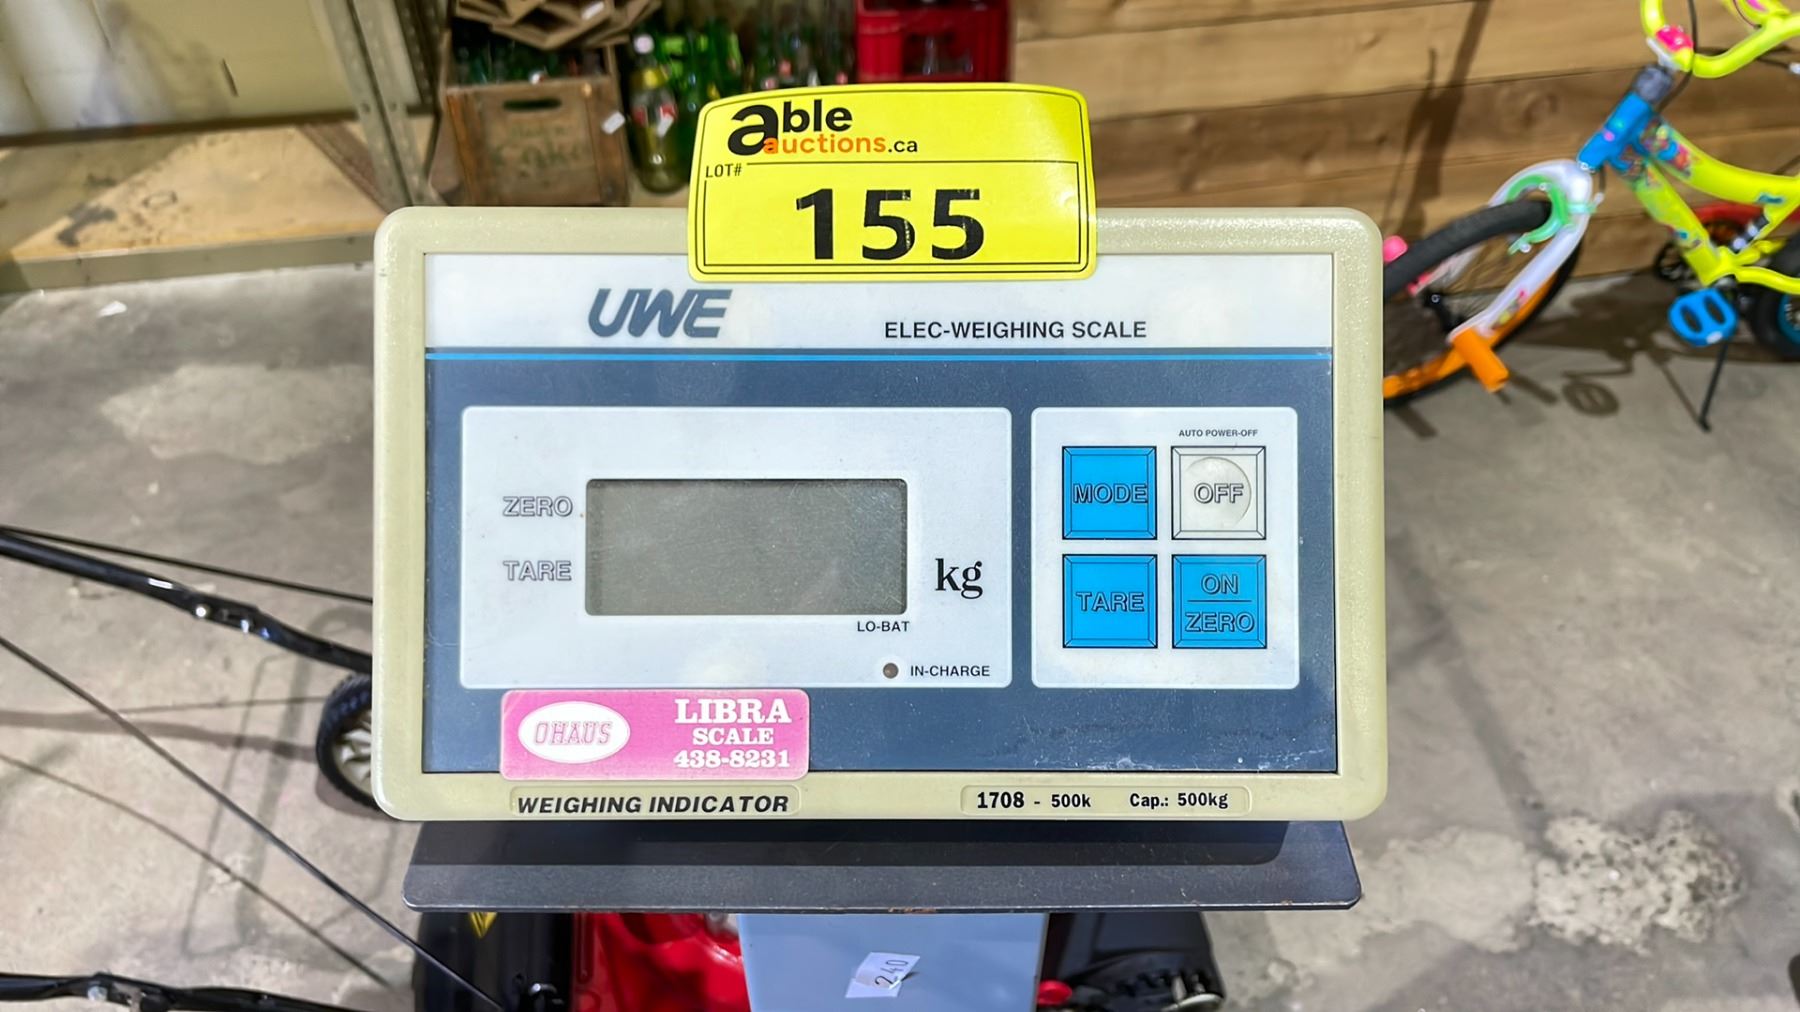 able
auctions.ca
LOT#
155
UWE
ELEC-WEIGHING SCALE
AUTO POWER-OFF
ZERO
TARE
kg
LO-BAT
IN-CHARGE
MODE
OFF
TARE
ON
ZERO
OHAUS
LIBRA
SCALE
438-8231
WEIGHING INDICATOR
1708 - 500k Cap.: 500kg
240